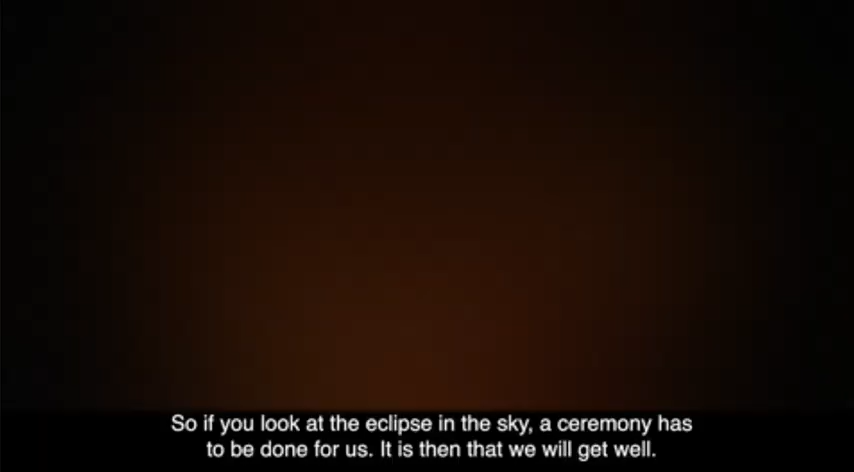 So if you look at the eclipse in the sky, a ceremony has
to be done for us. It is then that we will get well.